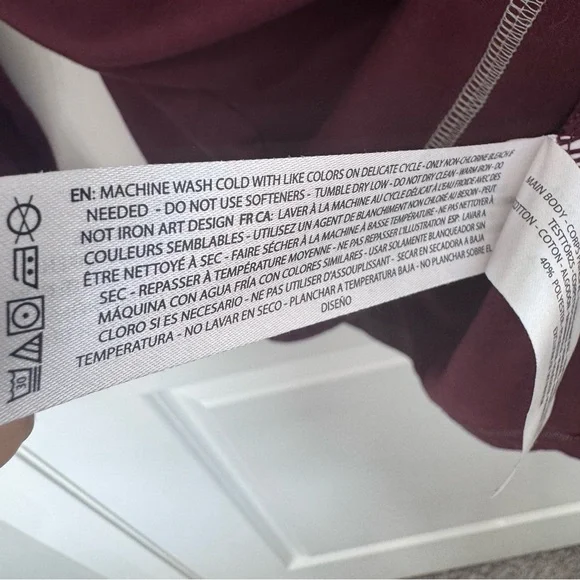 EN: MACHINE WASH COLD WITH LIKE COLORS ON DELICATE CYCLE - ONLY NON-CHLORINE BLEACH IF
NEEDED - DO NOT USE SOFTENERS - TUMBLE DRY LOW - DO NOT DRY CLEAN - WARM IRON - DO
NOT IRON ART DESIGN FR CA: LAVER À LA MACHINE AU CYCLE DÉLICAT À L'EAU FROIDE AVEC DES
COULEURS SEMBLABLES - UTILISEZ UN AGENT DE BLANCHIMENT NON CHLORÉ AU BESOIN - PEUT
ÊTRE NETTOYÉ À SEC - FAIRE SÉCHER À LA MACHINE À BASSE TEMPÉRATURE - NE PAS NETTOYER À
SEC - REPASSER À TEMPÉRATURE MOYENNE - NE PAS REPASSER L'ILLUSTRATION ESP: LAVAR A
MÁQUINA CON AGUA FRÍA CON COLORES SIMILARES - USAR SOLAMENTE BLANQUEADOR SIN
CLORO SI ES NECESARIO - NE PAS UTILISER D'ASSOUPLISSANT - SECAR EN SECADORA A BAJA
TEMPERATURA - NO LAVAR EN SECO - PLANCHAR A TEMPERATURA BAJA - NO PLANCHAR SOBRE EL
DISEÑO
30
MAIN BODY
COTTON
40%